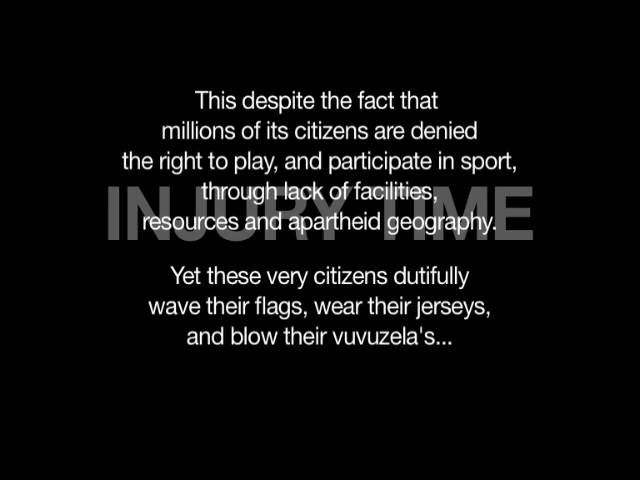 This despite the fact that
millions of its citizens are denied
the right to play, and participate in sport,
through lack of facilities,
INJURY TIME
resources and apartheid geography.
Yet these very citizens dutifully
wave their flags, wear their jerseys,
and blow their vuvuzela's...